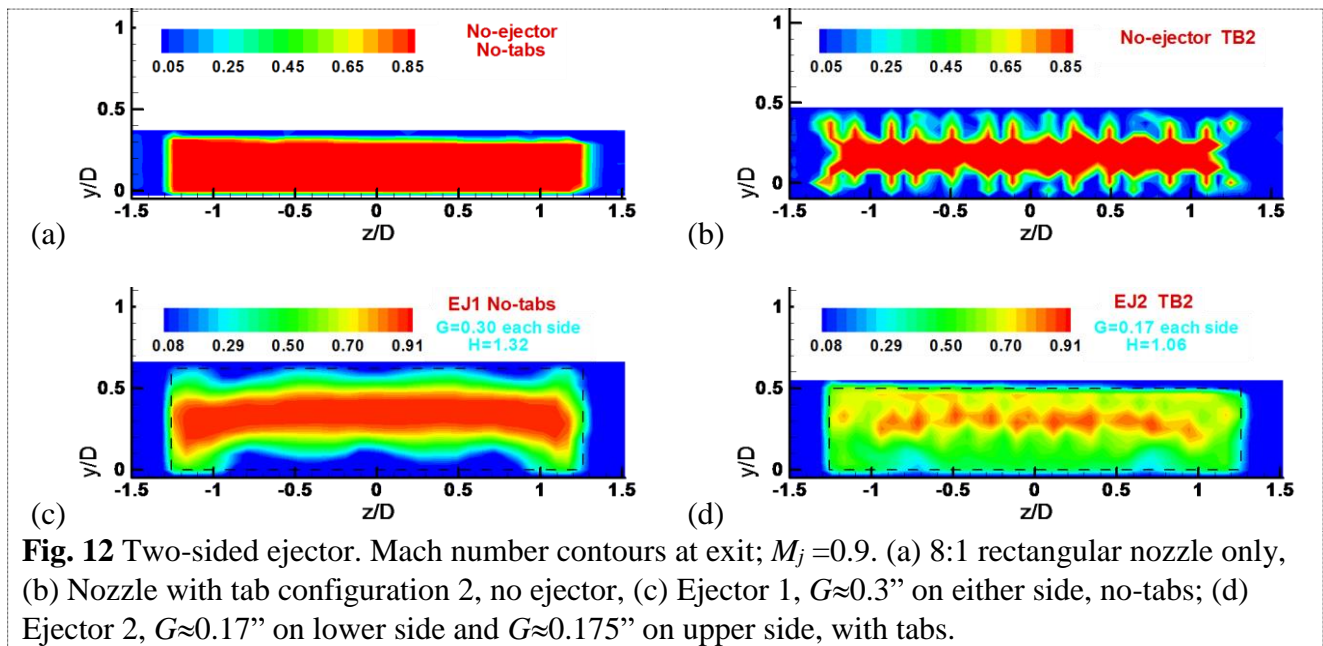 1
No-ejector
No-tabs
0.05 0.25 0.45 0.65 0.85
0.5
y/D
0
-1.5 -1 -0.5 0 0.5 1 1.5
z/D
(a)
1
No-ejector TB2
0.05 0.25 0.45 0.65 0.85
0.5
y/D
0
-1.5 -1 -0.5 0 0.5 1 1.5
z/D
(b)
1
EJ1 No-tabs
G=0.30 each side
H=1.32
0.08 0.29 0.50 0.70 0.91
0.5
y/D
0
-1.5 -1 -0.5 0 0.5 1 1.5
z/D
(c)
1
EJ2 TB2
G=0.17 each side
H=1.06
0.08 0.29 0.50 0.70 0.91
0.5
y/D
0
-1.5 -1 -0.5 0 0.5 1 1.5
z/D
(d)
Fig. 12 Two-sided ejector. Mach number contours at exit; Mj =0.9. (a) 8:1 rectangular nozzle only,
(b) Nozzle with tab configuration 2, no ejector, (c) Ejector 1, G≈0.3” on either side, no-tabs; (d)
Ejector 2, G≈0.17” on lower side and G≈0.175” on upper side, with tabs.